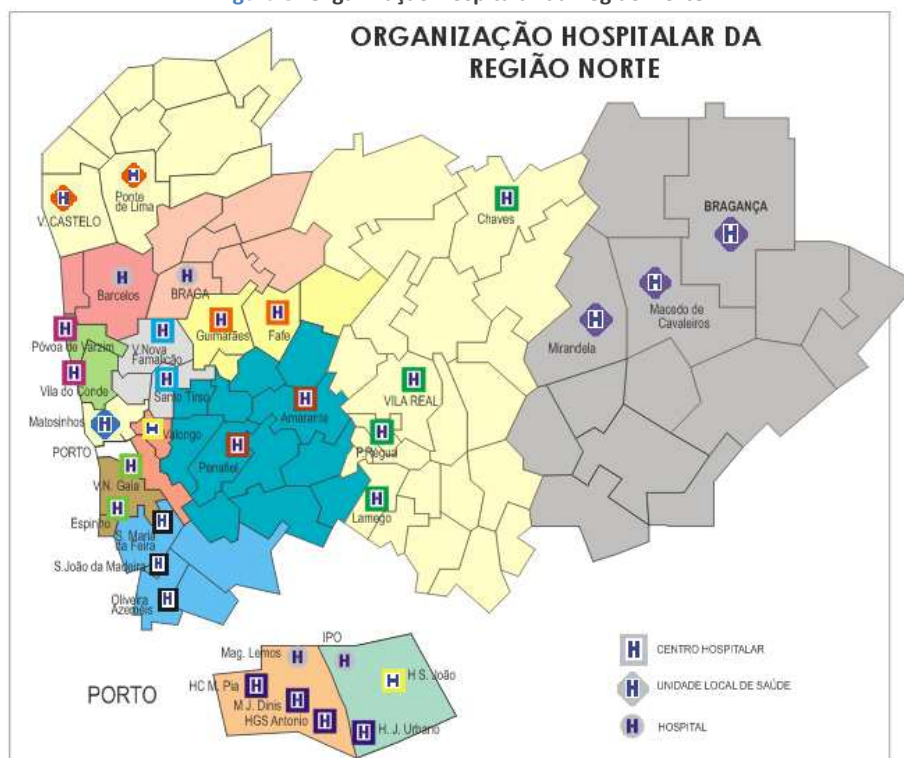 ORGANIZAÇÃO HOSPITALAR DA
REGIÃO NORTE
V. CASTELO
Ponte
de Lima
Chaves
BRAGANÇA
Barcelos
BRAGA
Macedo de
Cavaleiros
Guimarães
Fafe
Mirandela
Póvoa de Varzim
V.Nova
Famalicão
Vila do Conde
Santo Tirso
VILA REAL
Amarante
Matosinhos
Valongo
PORTO
Penafiel
P.Regua
V.N. Gaia
Espinho
Lamego
S. Maria
da Feira
S.João da Madeira
Oliveira
Azemeis
IPO
Mag. Lemos
H S. João
HC M. Pia
PORTO
M J. Dinis
HGS Antonio
H. J. Urbano
CENTRO HOSPITALAR
UNIDADE LOCAL DE SAÚDE
HOSPITAL